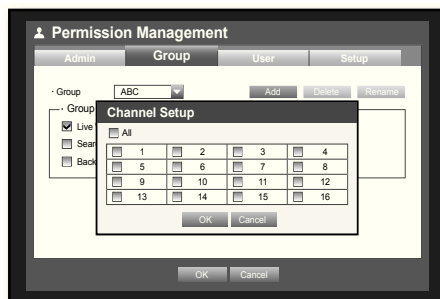 Permission Management
Admin Group User Setup
· Group ABC Add Delete Rename
Group
Channel Setup
Live
All
1 2 3 4
Sear
5 6 7 8
Back
9 10 11 12
13 14 15 16
OK Cancel
OK Cancel